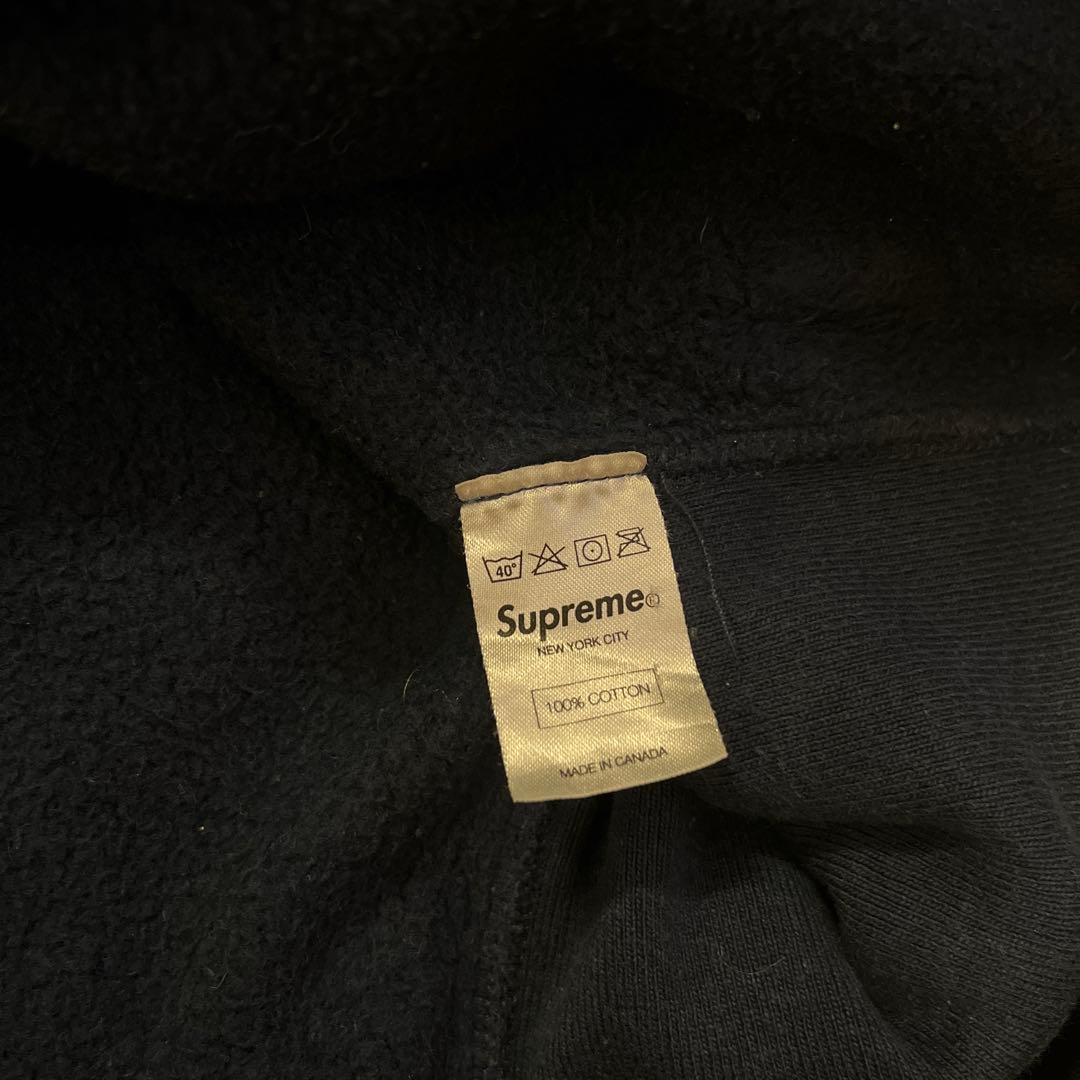 40°
Supreme®
NEW YORK CITY
100% COTTON
MADE IN CANADA